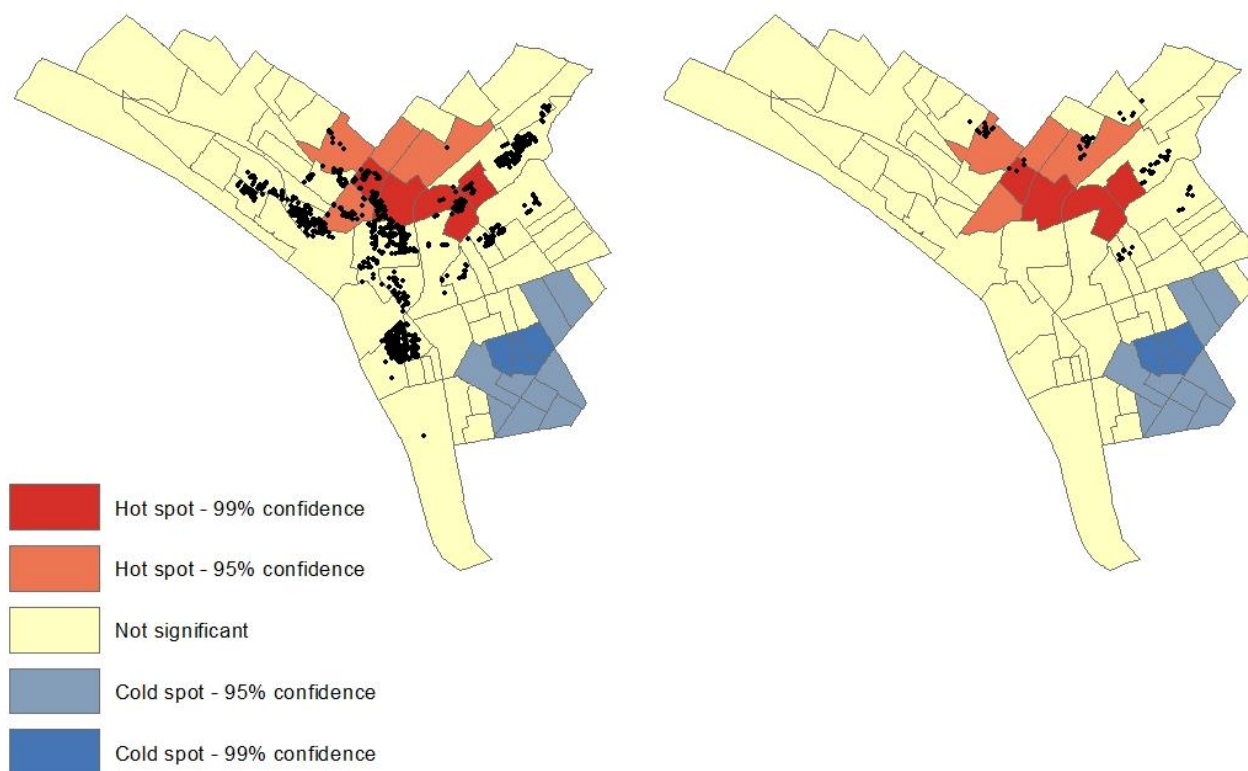 Hot spot - 99% confidence
Hot spot - 95% confidence
Not significant
Cold spot - 95% confidence
Cold spot - 99% confidence